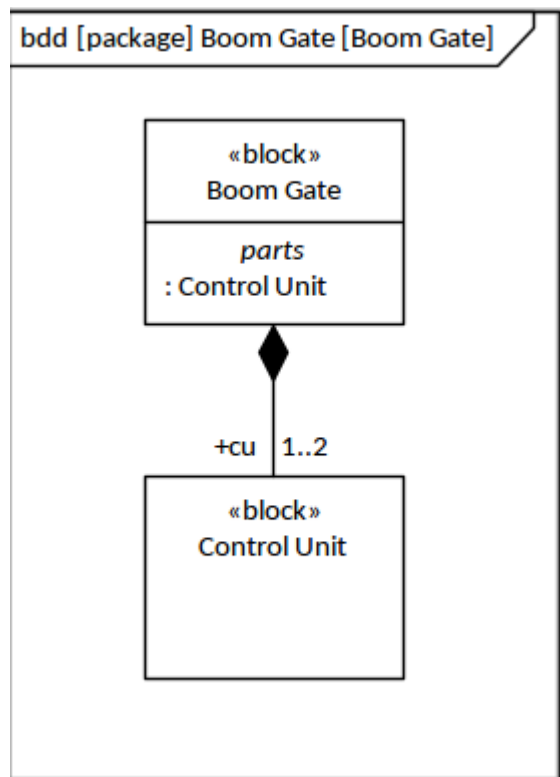 bdd [package] Boom Gate [Boom Gate]
«block»
Boom Gate
parts
: Control Unit
+cu 1..2
«block»
Control Unit